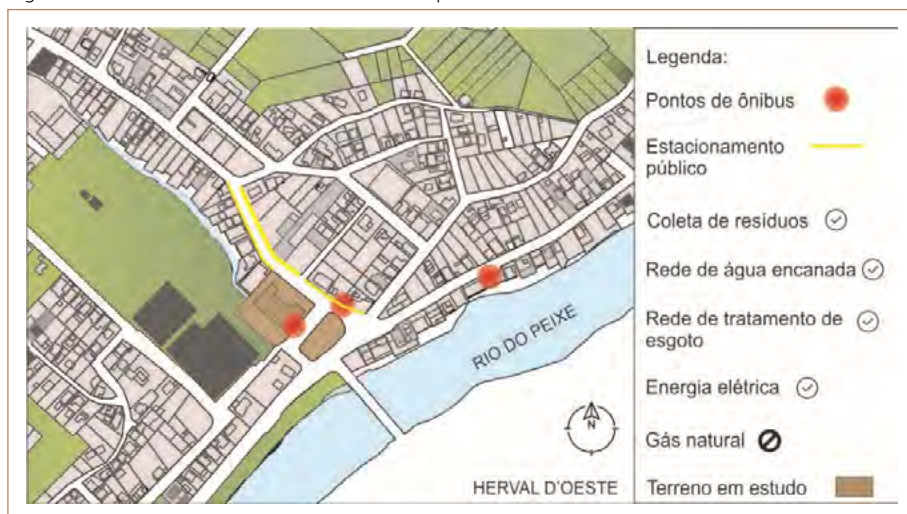 RIO DO PEIXE
N
HERVAL D'OESTE
Legenda:
Pontos de ônibus
Estacionamento
público
Coleta de resíduos
Rede de água encanada
Rede de tratamento de
esgoto
Energia elétrica
Gás natural
Terreno em estudo